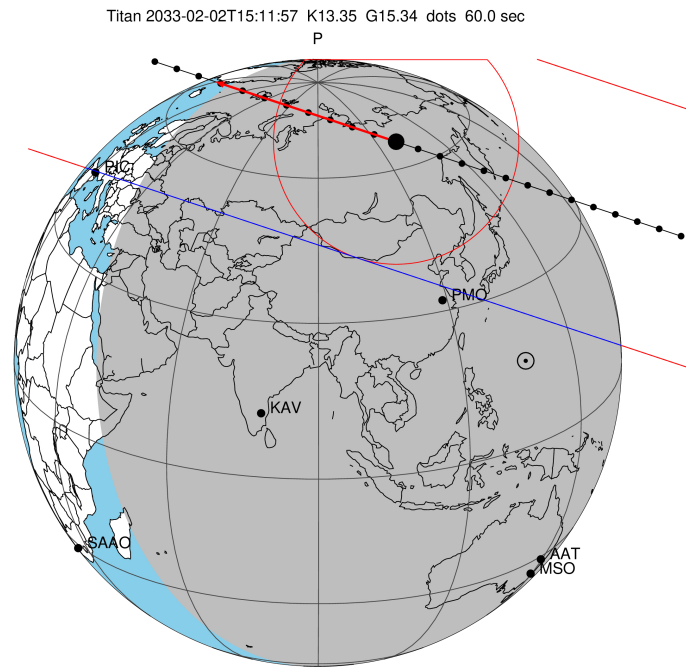 Titan 2033-02-02T15:11:57 K13.35 G15.34 dots 60.0 sec
P
PIC
PMO
KAV
SAAO
AAT
MSO